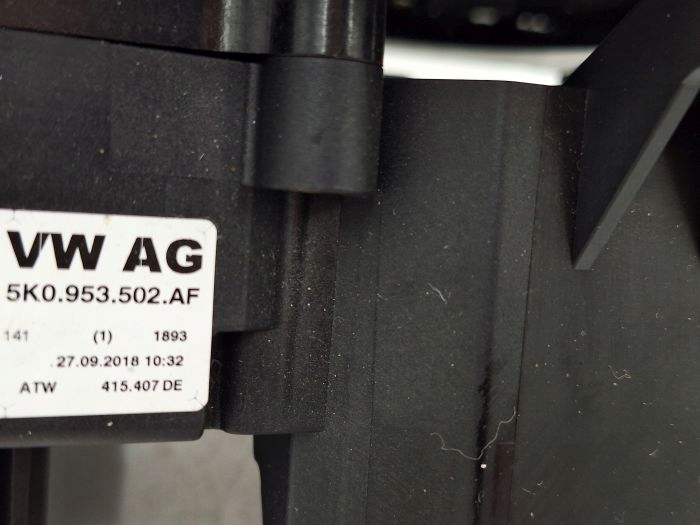 VW AG
5K0.953.502.AF
141 (1) 1893
27.09.2018 10:32
ATW 415.407 DE